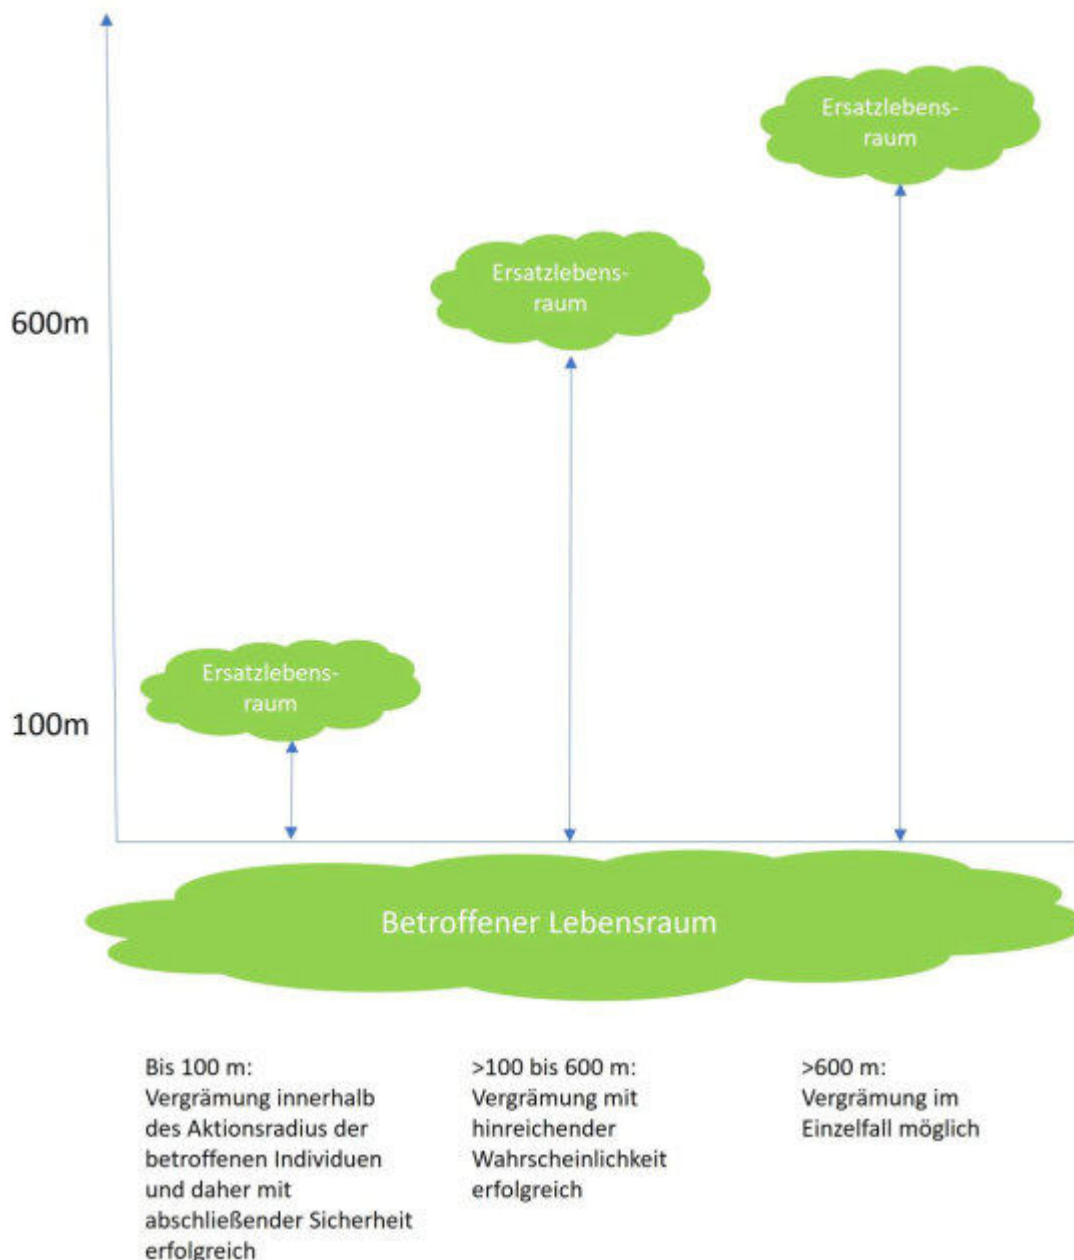 Ersatzlebens-
raum
Ersatzlebens-
raum
600m
Ersatzlebens-
raum
100m
Betroffener Lebensraum
Bis 100 m:
Vergrämung innerhalb
des Aktionsradius der
betroffenen Individuen
und daher mit
abschließender Sicherheit
erfolgreich
>100 bis 600 m:
Vergrämung mit
hinreichender
Wahrscheinlichkeit
erfolgreich
>600 m:
Vergrämung im
Einzelfall möglich